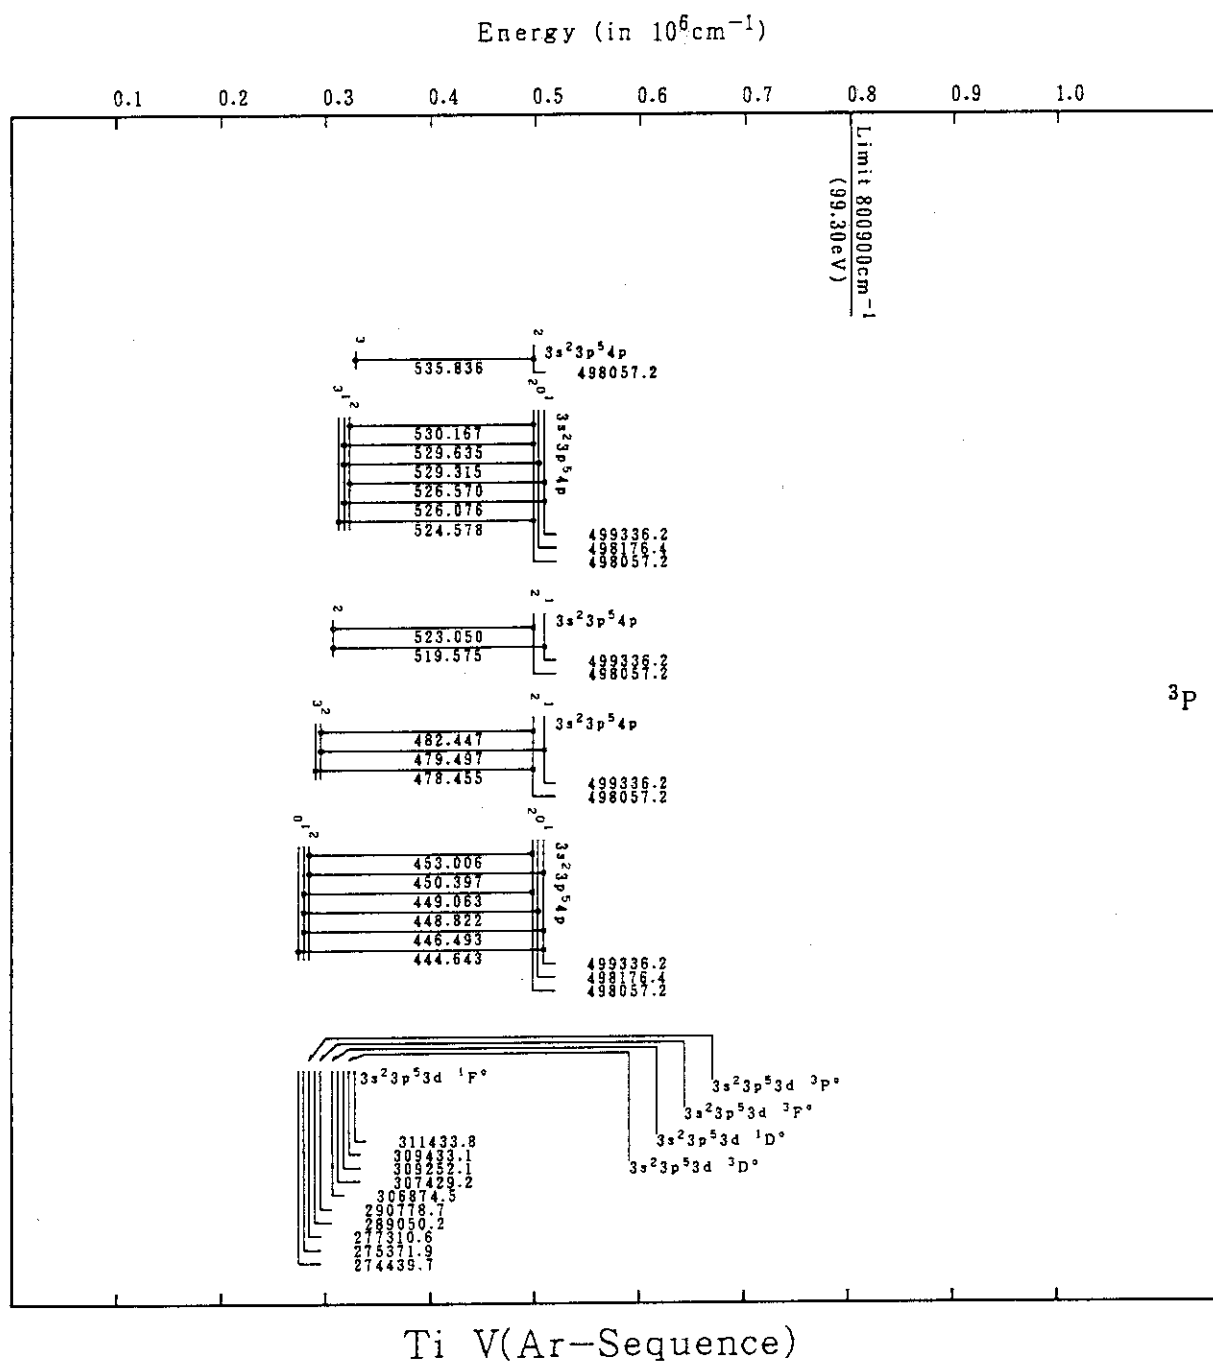 Energy (in 10⁶cm⁻¹)
0.1 0.2 0.3 0.4 0.5 0.6 0.7 0.8 0.9 1.0
Limit 800900cm⁻¹
(99.30eV)
3 2 3s²3p⁵4p
535.836 498057.2
3 1 2 2 0 1 3s²3p⁵4p
530.167
529.635
529.315
526.570
526.076
524.578
499336.2
498176.4
498057.2
2 2 1 3s²3p⁵4p
523.050
519.575
499336.2
498057.2
³P
3 2 2 1 3s²3p⁵4p
482.447
479.497
478.455
499336.2
498057.2
0 1 2 2 0 1 3s²3p⁵4p
453.006
450.397
449.063
448.822
446.493
444.643
499336.2
498176.4
498057.2
3s²3p⁵3d ¹F°
3s²3p⁵3d ³P°
3s²3p⁵3d ³F°
3s²3p⁵3d ¹D°
3s²3p⁵3d ³D°
311433.8
309433.1
309252.1
307429.2
306874.5
290778.7
289050.2
277310.6
275371.9
274439.7
Ti V(Ar-Sequence)